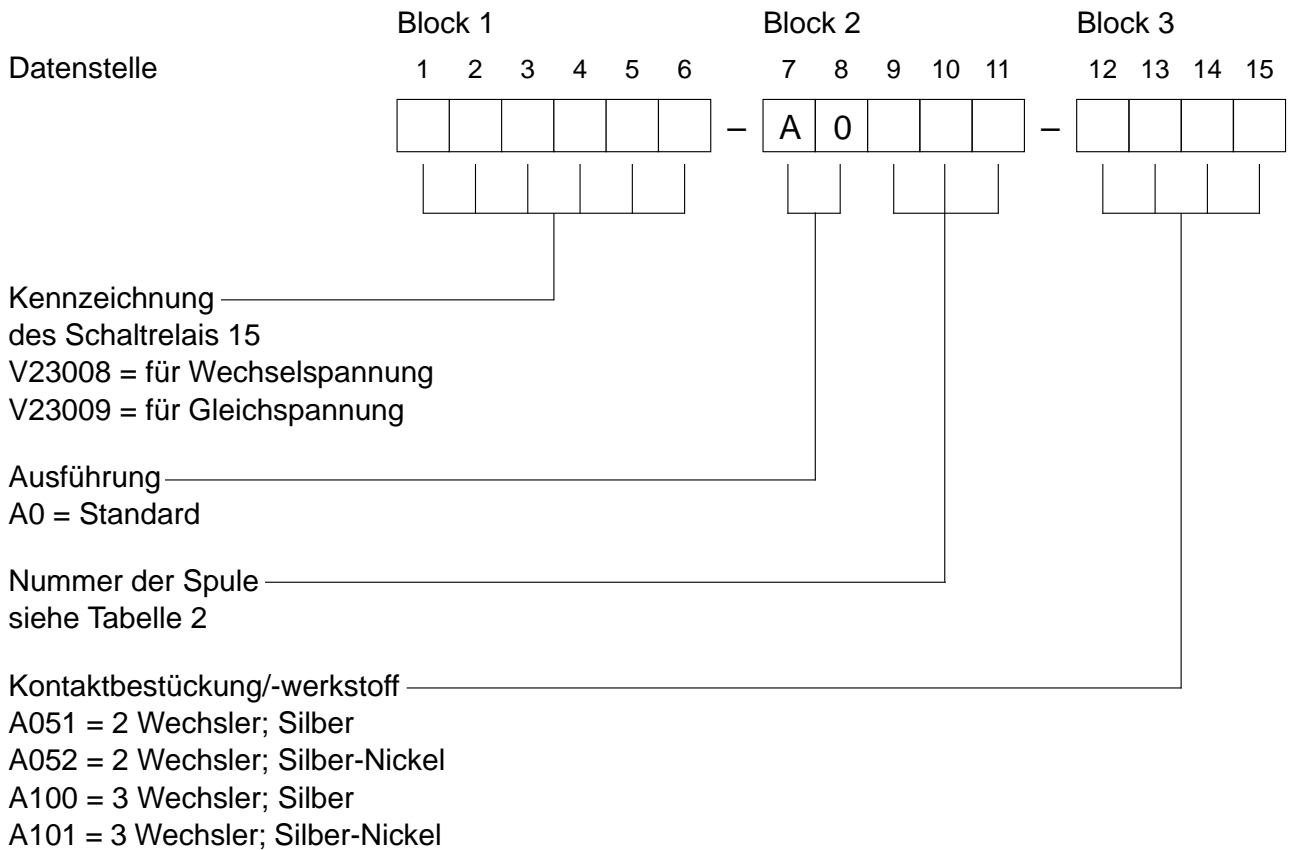 Block 1 Block 2 Block 3
Datenstelle 1 2 3 4 5 6 7 8 9 10 11 12 13 14 15
– A 0 –
Kennzeichnung
des Schaltrelais 15
V23008 = für Wechselspannung
V23009 = für Gleichspannung
Ausführung
A0 = Standard
Nummer der Spule
siehe Tabelle 2
Kontaktbestückung/-werkstoff
A051 = 2 Wechsler; Silber
A052 = 2 Wechsler; Silber-Nickel
A100 = 3 Wechsler; Silber
A101 = 3 Wechsler; Silber-Nickel